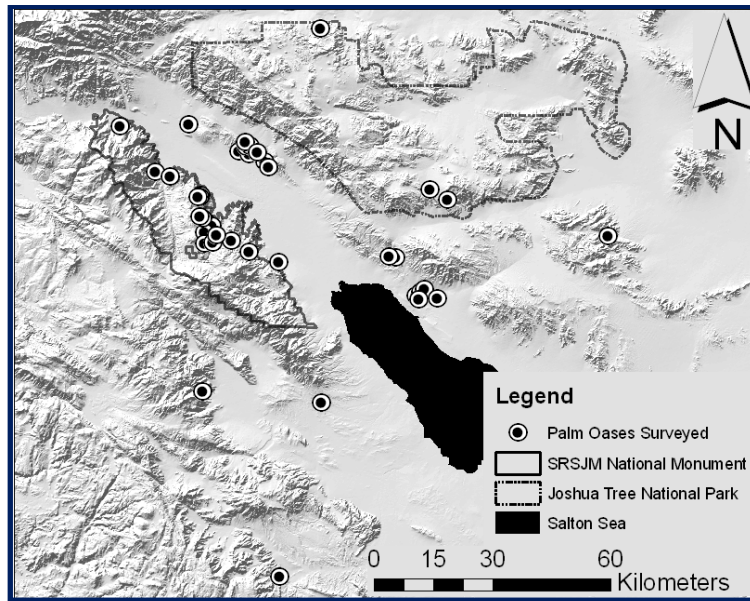 N
Legend
Palm Oases Surveyed
SRSJM National Monument
Joshua Tree National Park
Salton Sea
0 15 30 60
Kilometers